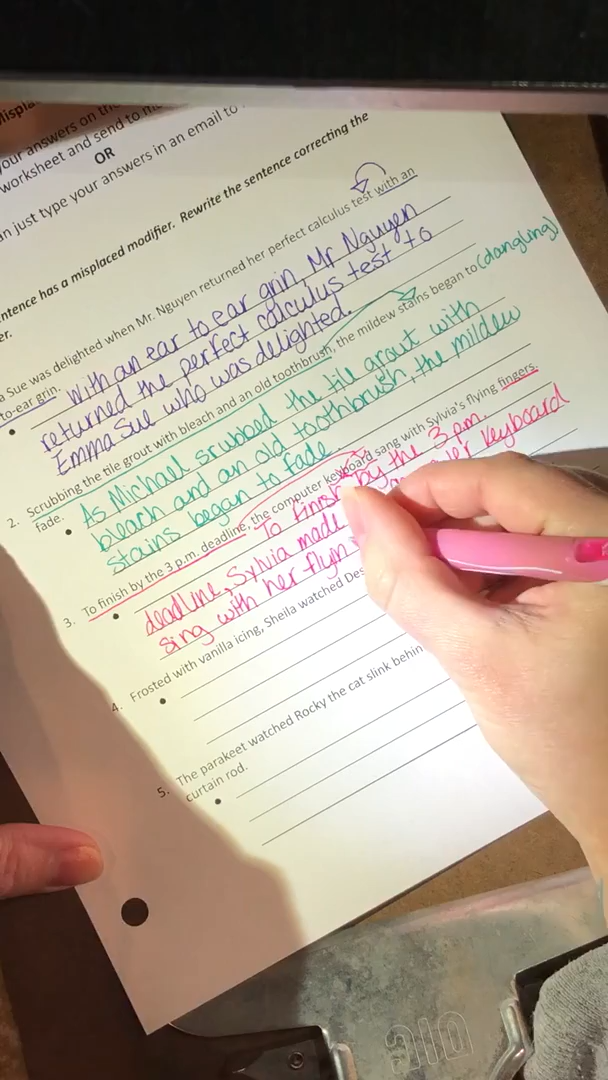 your answers on the
worksheet and send to
OR
can just type your answers in an email to
sentence has a misplaced modifier. Rewrite the sentence correcting the
er.
a Sue was delighted when Mr. Nguyen returned her perfect calculus test with an
to-ear grin.
With an ear to ear grin, Mr Nguyen
returned the perfect calculus test to
Emma Sue who was delighted.
2. Scrubbing the tile grout with bleach and an old toothbrush, the mildew stains began to (dangling)
fade.
As Michael srubbed the tile grout with
bleach and an old toothbrush, the mildew
stains began to fade
3. To finish by the 3 p.m. deadline, the computer keyboard sang with Sylvia's flying fingers.
To finish by the 3 p.m.
deadline, Sylvia made keyboard
sing with her flyin
4. Frosted with vanilla icing, Sheila watched Des
5. The parakeet watched Rocky the cat slink behin
curtain rod.
OIC